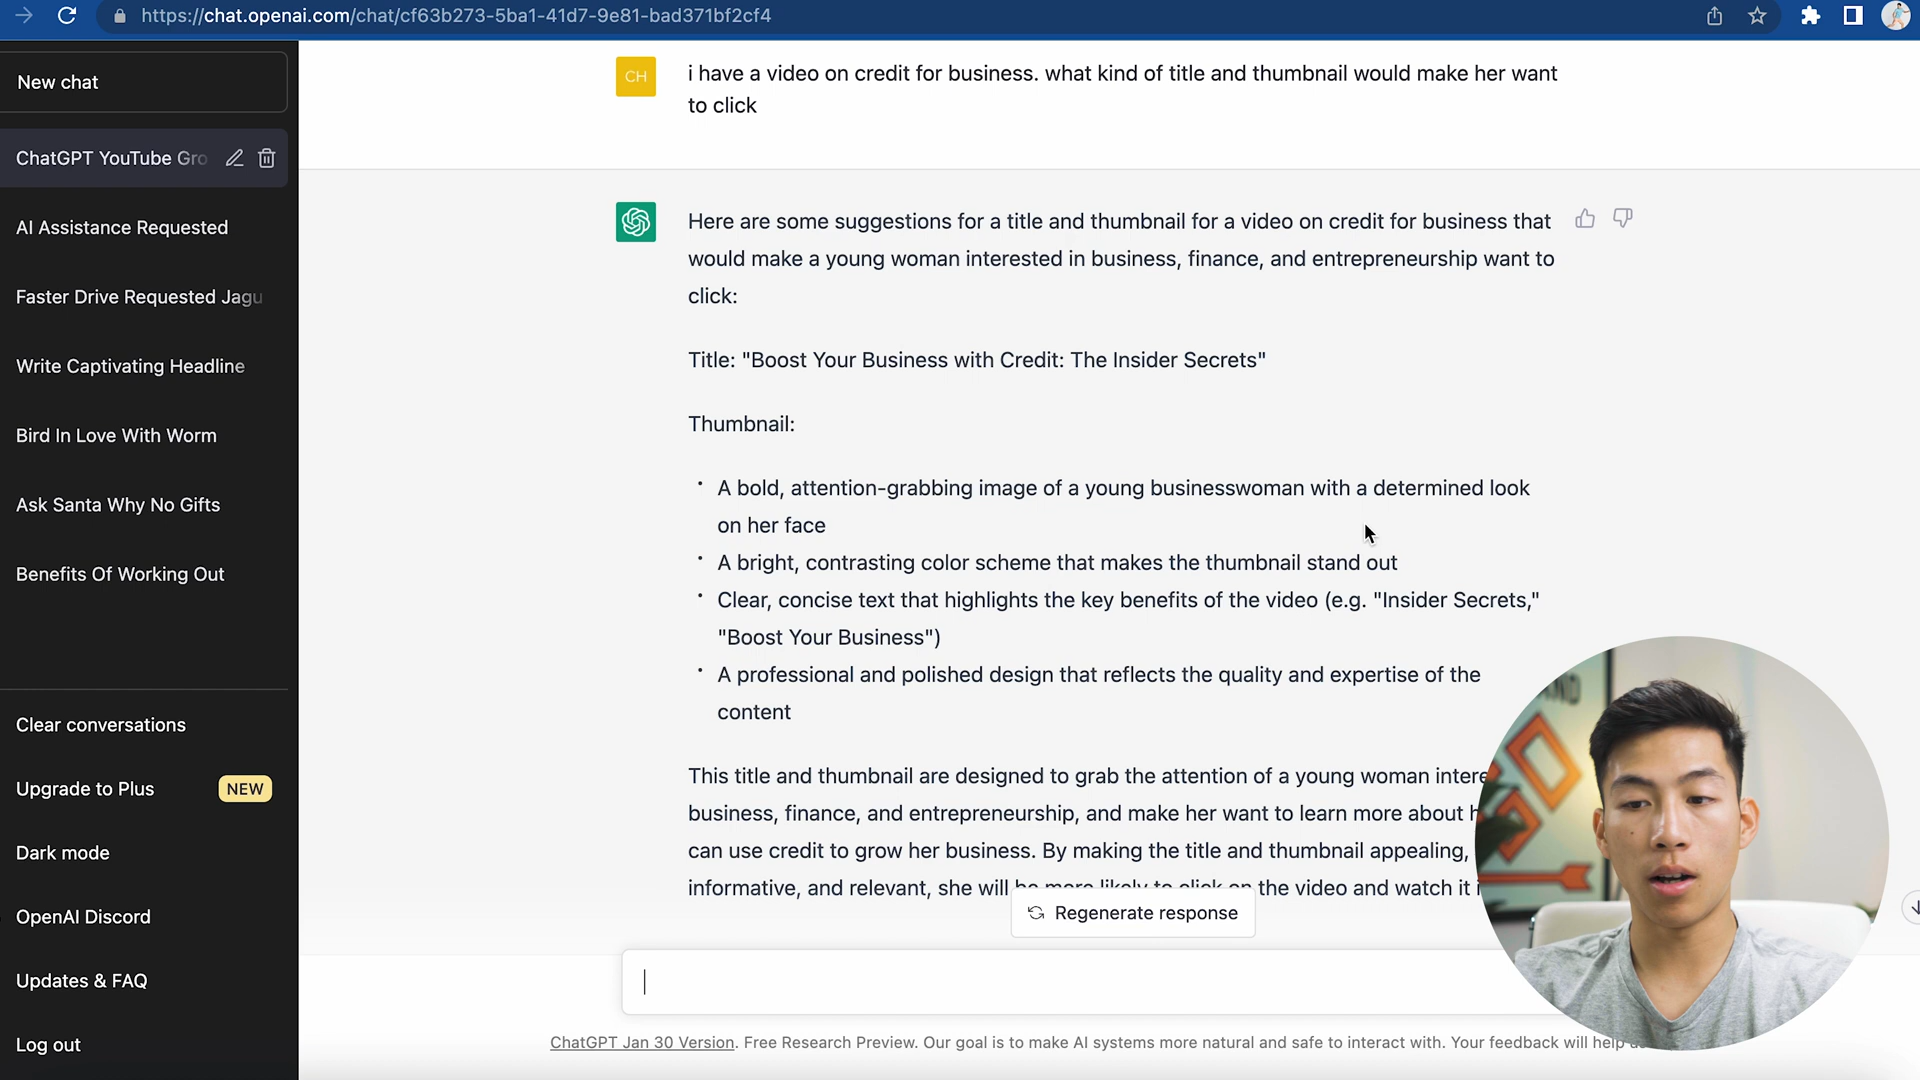 https://chat.openai.com/chat/cf63b273-5ba1-41d7-9e81-bad371bf2cf4
New chat
ChatGPT YouTube Gro
AI Assistance Requested
Faster Drive Requested Jagu
Write Captivating Headline
Bird In Love With Worm
Ask Santa Why No Gifts
Benefits Of Working Out
Clear conversations
Upgrade to Plus NEW
Dark mode
OpenAI Discord
Updates & FAQ
Log out
CH
i have a video on credit for business. what kind of title and thumbnail would make her want
to click
Here are some suggestions for a title and thumbnail for a video on credit for business that
would make a young woman interested in business, finance, and entrepreneurship want to
click:
Title: "Boost Your Business with Credit: The Insider Secrets"
Thumbnail:
• A bold, attention-grabbing image of a young businesswoman with a determined look
on her face
• A bright, contrasting color scheme that makes the thumbnail stand out
• Clear, concise text that highlights the key benefits of the video (e.g. "Insider Secrets,"
"Boost Your Business")
• A professional and polished design that reflects the quality and expertise of the
content
This title and thumbnail are designed to grab the attention of a young woman
business, finance, and entrepreneurship, and make her want to learn more about
can use credit to grow her business. By making the title and thumbnail appealing,
informative, and relevant, she will be more likely to click on the video and watch it
Regenerate response
ChatGPT Jan 30 Version. Free Research Preview. Our goal is to make AI systems more natural and safe to interact with. Your feedback will help